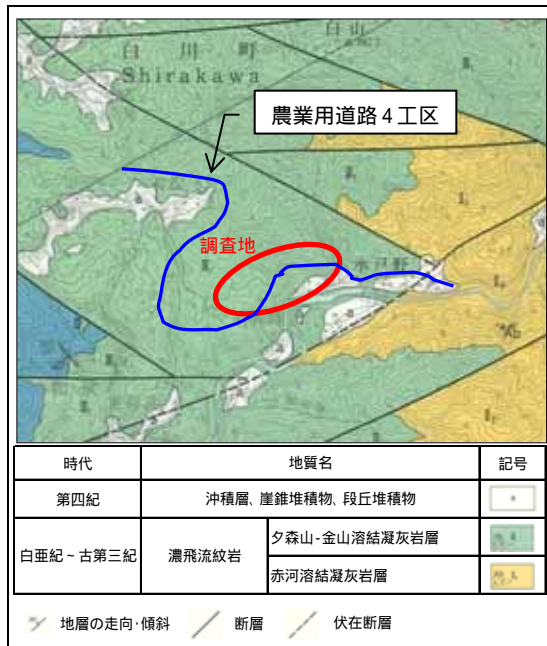 白山
白川町
Shirakawa
農業用道路4工区
調査地
水戸野
時代 地質名 記号
第四紀 沖積層、崖錐堆積物、段丘堆積物
白亜紀~古第三紀 濃飛流紋岩 夕森山-金山溶結凝灰岩層
赤河溶結凝灰岩層
地層の走向・傾斜 断層 伏在断層